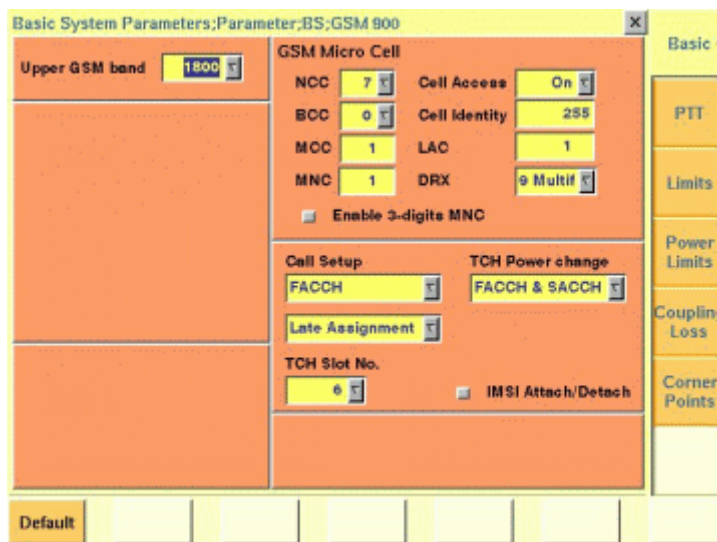 Basic System Parameters;Parameter;BS;GSM 900
Upper GSM band 1800
GSM Micro Cell
NCC 7 Cell Access On
BCC 0 Cell Identity 255
MCC 1 LAC 1
MNC 1 DRX 9 Multif
Enable 3-digits MNC
Call Setup TCH Power change
FACCH FACCH & SACCH
Late Assignment
TCH Slot No.
6 IMSI Attach/Detach
Basic
PTT
Limits
Power
Limits
Coupling
Loss
Corner
Points
Default